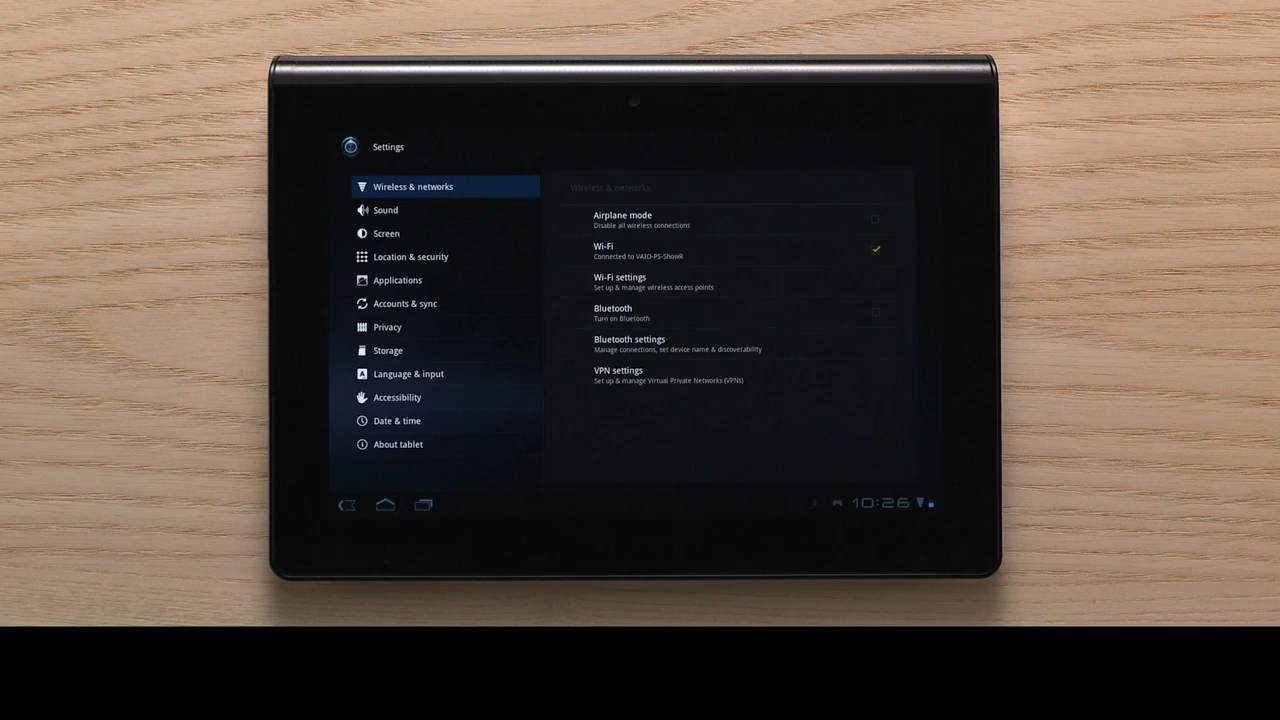 Settings
Wireless & networks
Sound
Screen
Location & security
Applications
Accounts & sync
Privacy
Storage
Language & input
Accessibility
Date & time
About tablet
Wireless & networks
Airplane mode
Disable all wireless connections
Wi-Fi
Connected to VAIO-PS-ShowR
Wi-Fi settings
Set up & manage wireless access points
Bluetooth
Turn on Bluetooth
Bluetooth settings
Manage connections, set device name & discoverability
VPN settings
Set up & manage Virtual Private Networks (VPNs)
10:26